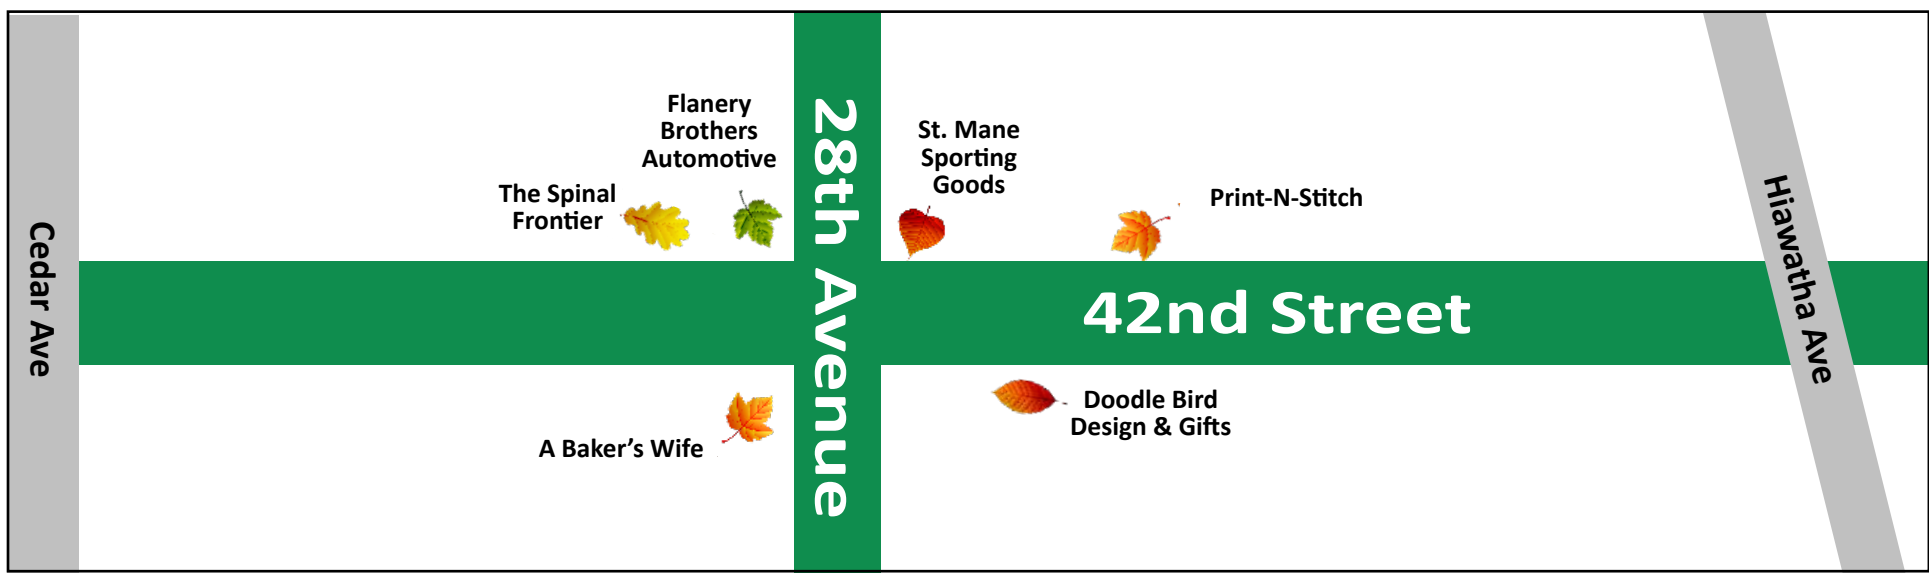 Cedar Ave
The Spinal
Frontier
Flanery
Brothers
Automotive
28th Avenue
St. Mane
Sporting
Goods
Print-N-Stitch
Hiawatha Ave
42nd Street
A Baker’s Wife
Doodle Bird
Design & Gifts